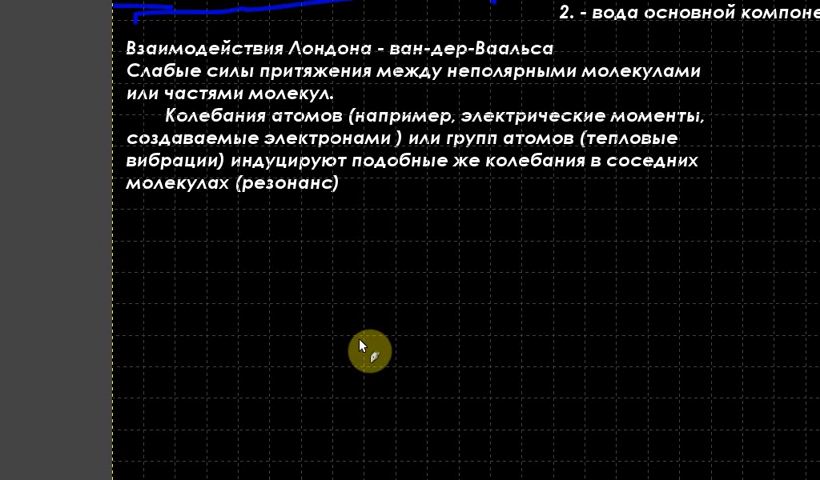 2. - вода основной
Взаимодействия Лондона - ван-дер-Ваальса
Слабые силы притяжения между неполярными молекулами
или частями молекул.
Колебания атомов (например, электрические моменты,
создаваемые электронами ) или групп атомов (тепловые
вибрации) индуцируют подобные же колебания в соседних
молекулах (резонанс)